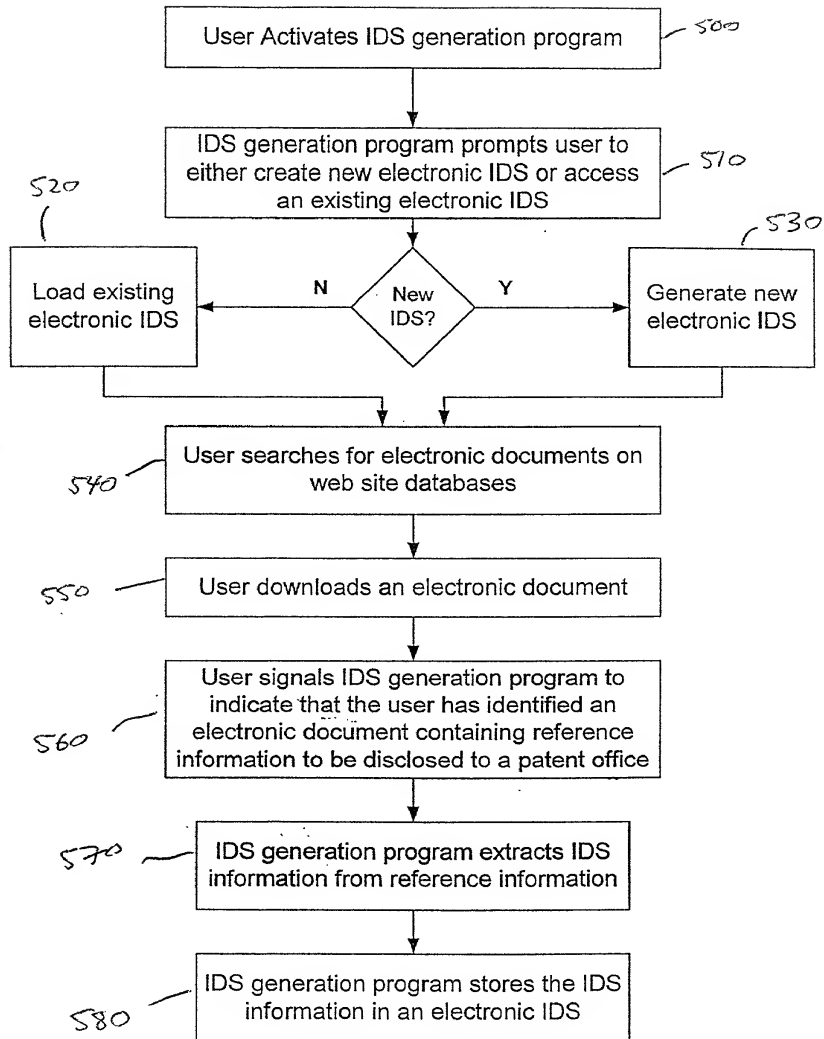 User Activates IDS generation program
500
IDS generation program prompts user to
either create new electronic IDS or access
an existing electronic IDS
510
520
530
Load existing
electronic IDS
N
New
IDS?
Y
Generate new
electronic IDS
User searches for electronic documents on
web site databases
540
User downloads an electronic document
550
User signals IDS generation program to
indicate that the user has identified an
electronic document containing reference
information to be disclosed to a patent office
560
IDS generation program extracts IDS
information from reference information
570
IDS generation program stores the IDS
information in an electronic IDS
580